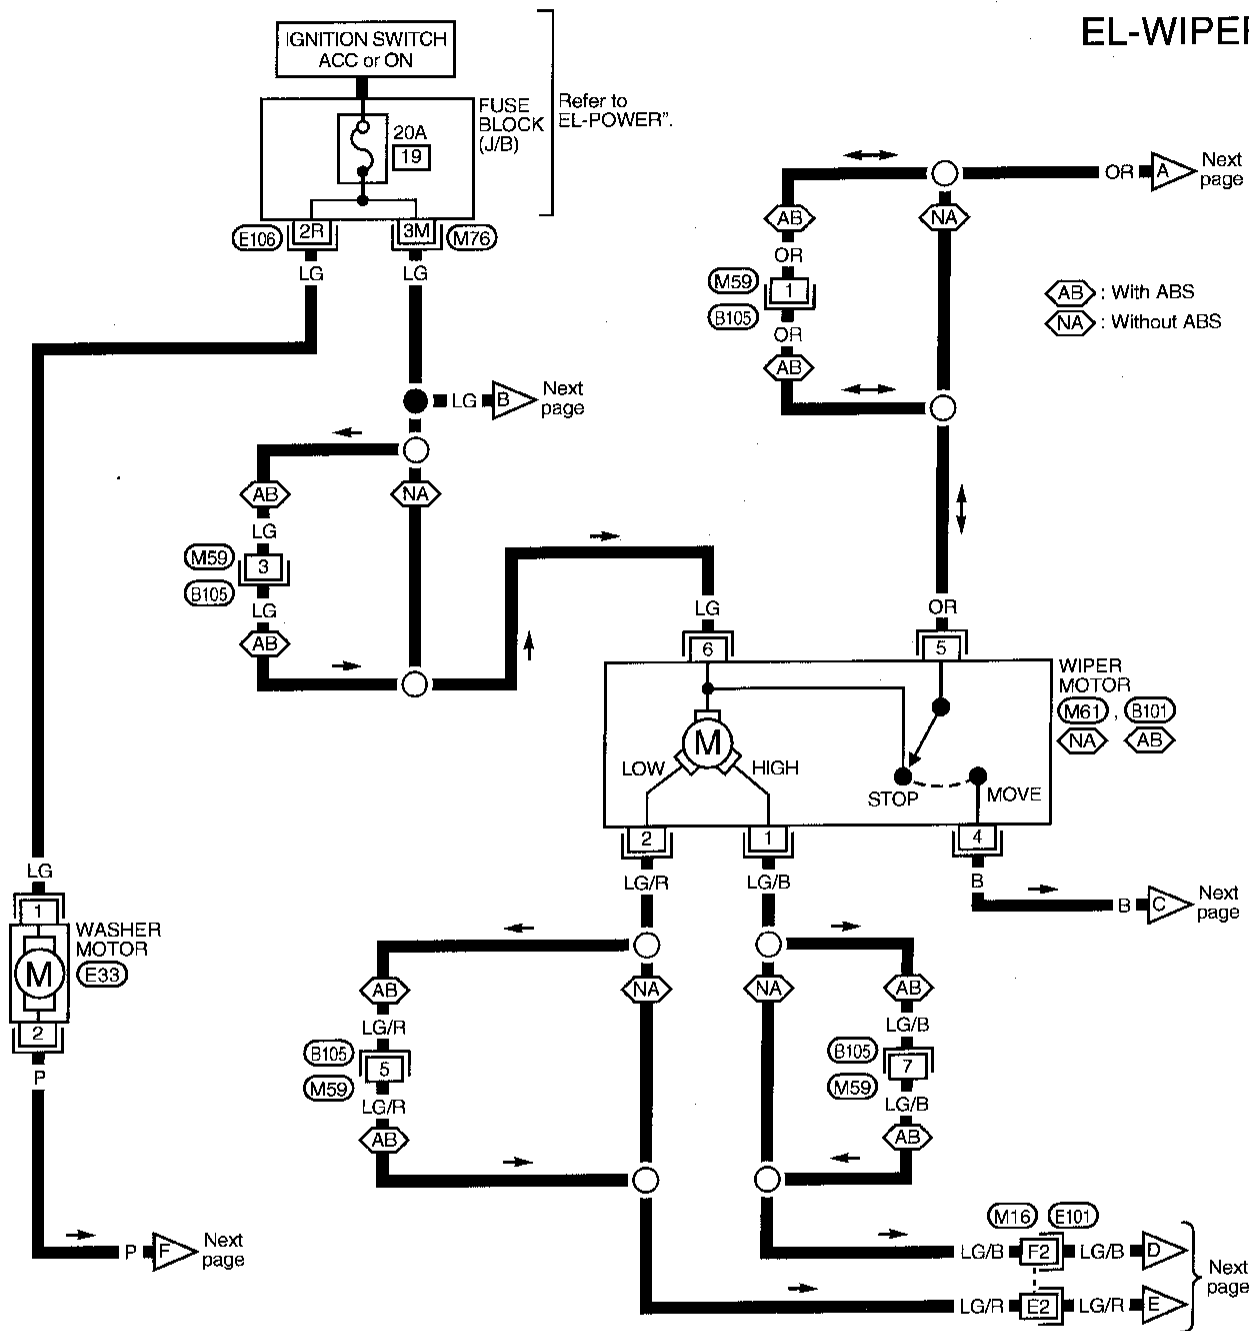 EL-WIPE
IGNITION SWITCH
ACC or ON
FUSE
BLOCK
(J/B)
Refer to
EL-POWER”.
20A
19
E106
2R
3M
M76
LG
LG
LG
B
Next
page
AB
NA
LG
M59
3
B105
LG
AB
OR
A
Next
page
AB
NA
OR
M59
1
B105
OR
AB
AB : With ABS
NA : Without ABS
LG
6
OR
5
WIPER
MOTOR
M61 , B101
NA
AB
M
LOW
HIGH
STOP
MOVE
2
1
4
LG/R
LG/B
B
B
C
Next
page
LG
1
WASHER
MOTOR
M
E33
2
P
P
F
Next
page
AB
NA
NA
AB
LG/R
LG/B
B105
5
M59
B105
7
M59
LG/R
LG/B
AB
AB
M16
E101
LG/B
F2
LG/B
D
LG/R
E2
LG/R
E
Next
page